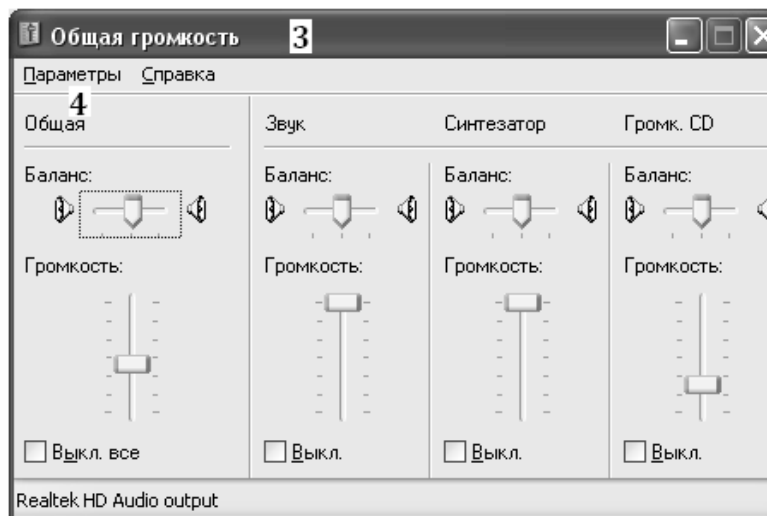 Общая громкость 3
Параметры Справка
4
Общая Звук Синтезатор Громк. CD
Баланс: Баланс: Баланс: Баланс:
Громкость: Громкость: Громкость: Громкость:
Выкл. все Выкл. Выкл. Выкл.
Realtek HD Audio output